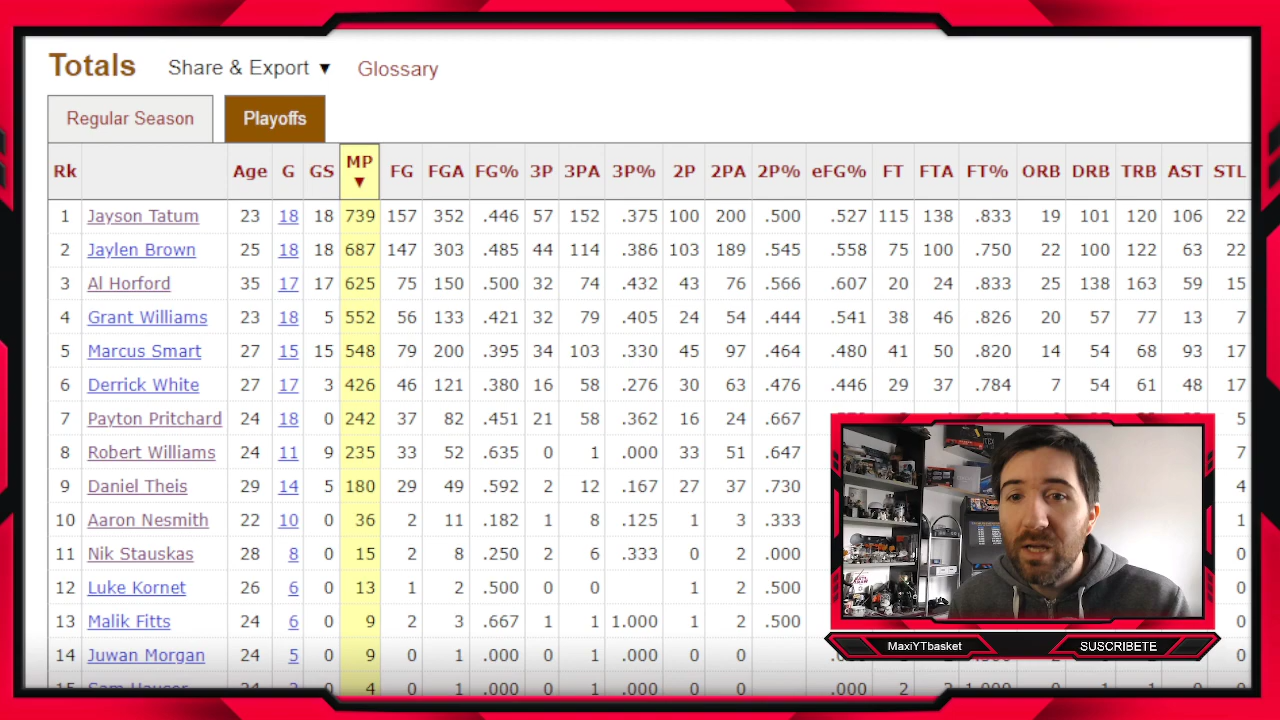 Totals Share & Export ▼ Glossary
Regular Season Playoffs
Rk Age G GS MP ▼ FG FGA FG% 3P 3PA 3P% 2P 2PA 2P% eFG% FT FTA FT% ORB DRB TRB AST STL
1 Jayson Tatum 23 18 18 739 157 352 .446 57 152 .375 100 200 .500 .527 115 138 .833 19 101 120 106 22
2 Jaylen Brown 25 18 18 687 147 303 .485 44 114 .386 103 189 .545 .558 75 100 .750 22 100 122 63 22
3 Al Horford 35 17 17 625 75 150 .500 32 74 .432 43 76 .566 .607 20 24 .833 25 138 163 59 15
4 Grant Williams 23 18 5 552 56 133 .421 32 79 .405 24 54 .444 .541 38 46 .826 20 57 77 13 7
5 Marcus Smart 27 15 15 548 79 200 .395 34 103 .330 45 97 .464 .480 41 50 .820 14 54 68 93 17
6 Derrick White 27 17 3 426 46 121 .380 16 58 .276 30 63 .476 .446 29 37 .784 7 54 61 48 17
7 Payton Pritchard 24 18 0 242 37 82 .451 21 58 .362 16 24 .667 5
8 Robert Williams 24 11 9 235 33 52 .635 0 1 .000 33 51 .647 7
9 Daniel Theis 29 14 5 180 29 49 .592 2 12 .167 27 37 .730 4
10 Aaron Nesmith 22 10 0 36 2 11 .182 1 8 .125 1 3 .333 1
11 Nik Stauskas 28 8 0 15 2 8 .250 2 6 .333 0 2 .000 0
12 Luke Kornet 26 6 0 13 1 2 .500 0 0 1 2 .500 0
13 Malik Fitts 24 6 0 9 2 3 .667 1 1 1.000 1 2 .500 0
14 Juwan Morgan 24 5 0 9 0 1 .000 0 1 .000 0 0 0
15 Sam Hauser 24 0 4 0 1 .000 0 1 .000 0 0 .000 0
MaxiYTbasket SUSCRIBETE